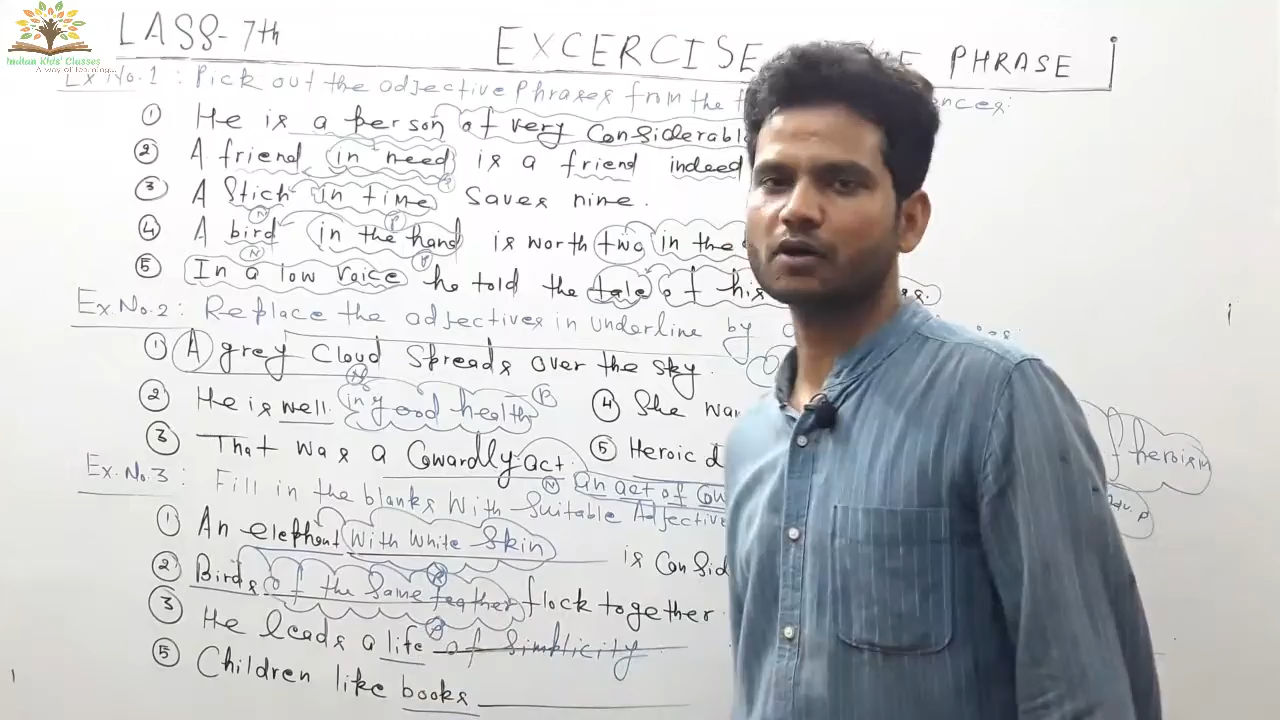 Indian Kids' Classes
A way of learning...
LASS-7th EXCERCISE PHRASE
Ex No.1 : Pick out the adjective Phrases from the
① He is a person of very Considerabl
② A friend in need is a friend indeed
③ A Stich in time Saves nine.
④ A bird in the hand is worth two in the
⑤ In a low voice he told the tale of his
Ex.No.2 : Replace the adjectives in underline by
① A grey Cloud Spreads over the sky.
② He is well in good health
④ She
③ That was a Cowardly act.
⑤ Heroic d
an act of
f heroism
Ex. No. 3 : Fill in the blanks With Suitable Adjective
① An elephant With White Skin is Consid
② Birds of the Same feather flock together
③ He leads a life of Simplicity
⑤ Children like books